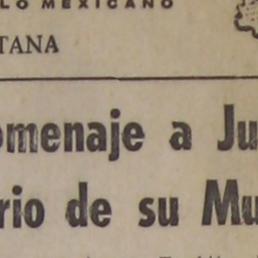 LO MEXICANO
TANA
omenaje a Ju
rio de su Mu